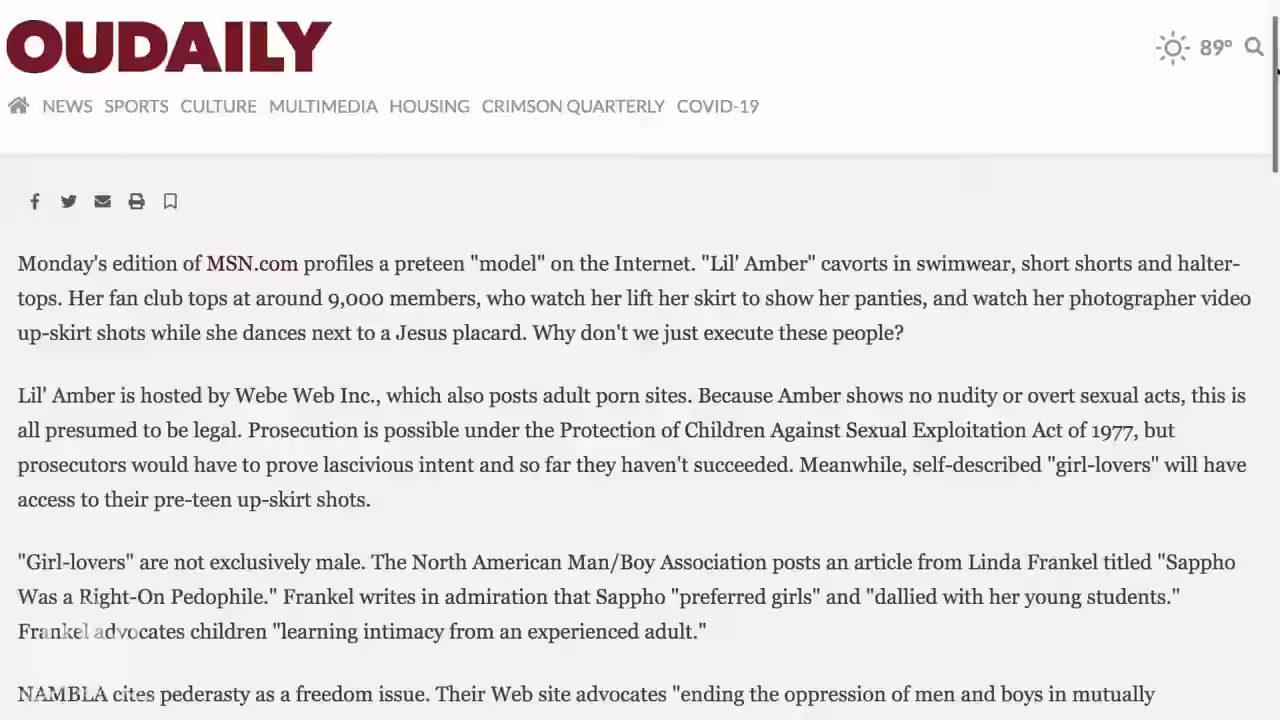 OUDAILY
89°
NEWS SPORTS CULTURE MULTIMEDIA HOUSING CRIMSON QUARTERLY COVID-19
Monday's edition of MSN.com profiles a preteen "model" on the Internet. "Lil' Amber" cavorts in swimwear, short shorts and halter-
tops. Her fan club tops at around 9,000 members, who watch her lift her skirt to show her panties, and watch her photographer video
up-skirt shots while she dances next to a Jesus placard. Why don't we just execute these people?
Lil' Amber is hosted by Webe Web Inc., which also posts adult porn sites. Because Amber shows no nudity or overt sexual acts, this is
all presumed to be legal. Prosecution is possible under the Protection of Children Against Sexual Exploitation Act of 1977, but
prosecutors would have to prove lascivious intent and so far they haven't succeeded. Meanwhile, self-described "girl-lovers" will have
access to their pre-teen up-skirt shots.
"Girl-lovers" are not exclusively male. The North American Man/Boy Association posts an article from Linda Frankel titled "Sappho
Was a Right-On Pedophile." Frankel writes in admiration that Sappho "preferred girls" and "dallied with her young students."
Frankel advocates children "learning intimacy from an experienced adult."
NAMBLA cites pederasty as a freedom issue. Their Web site advocates "ending the oppression of men and boys in mutually